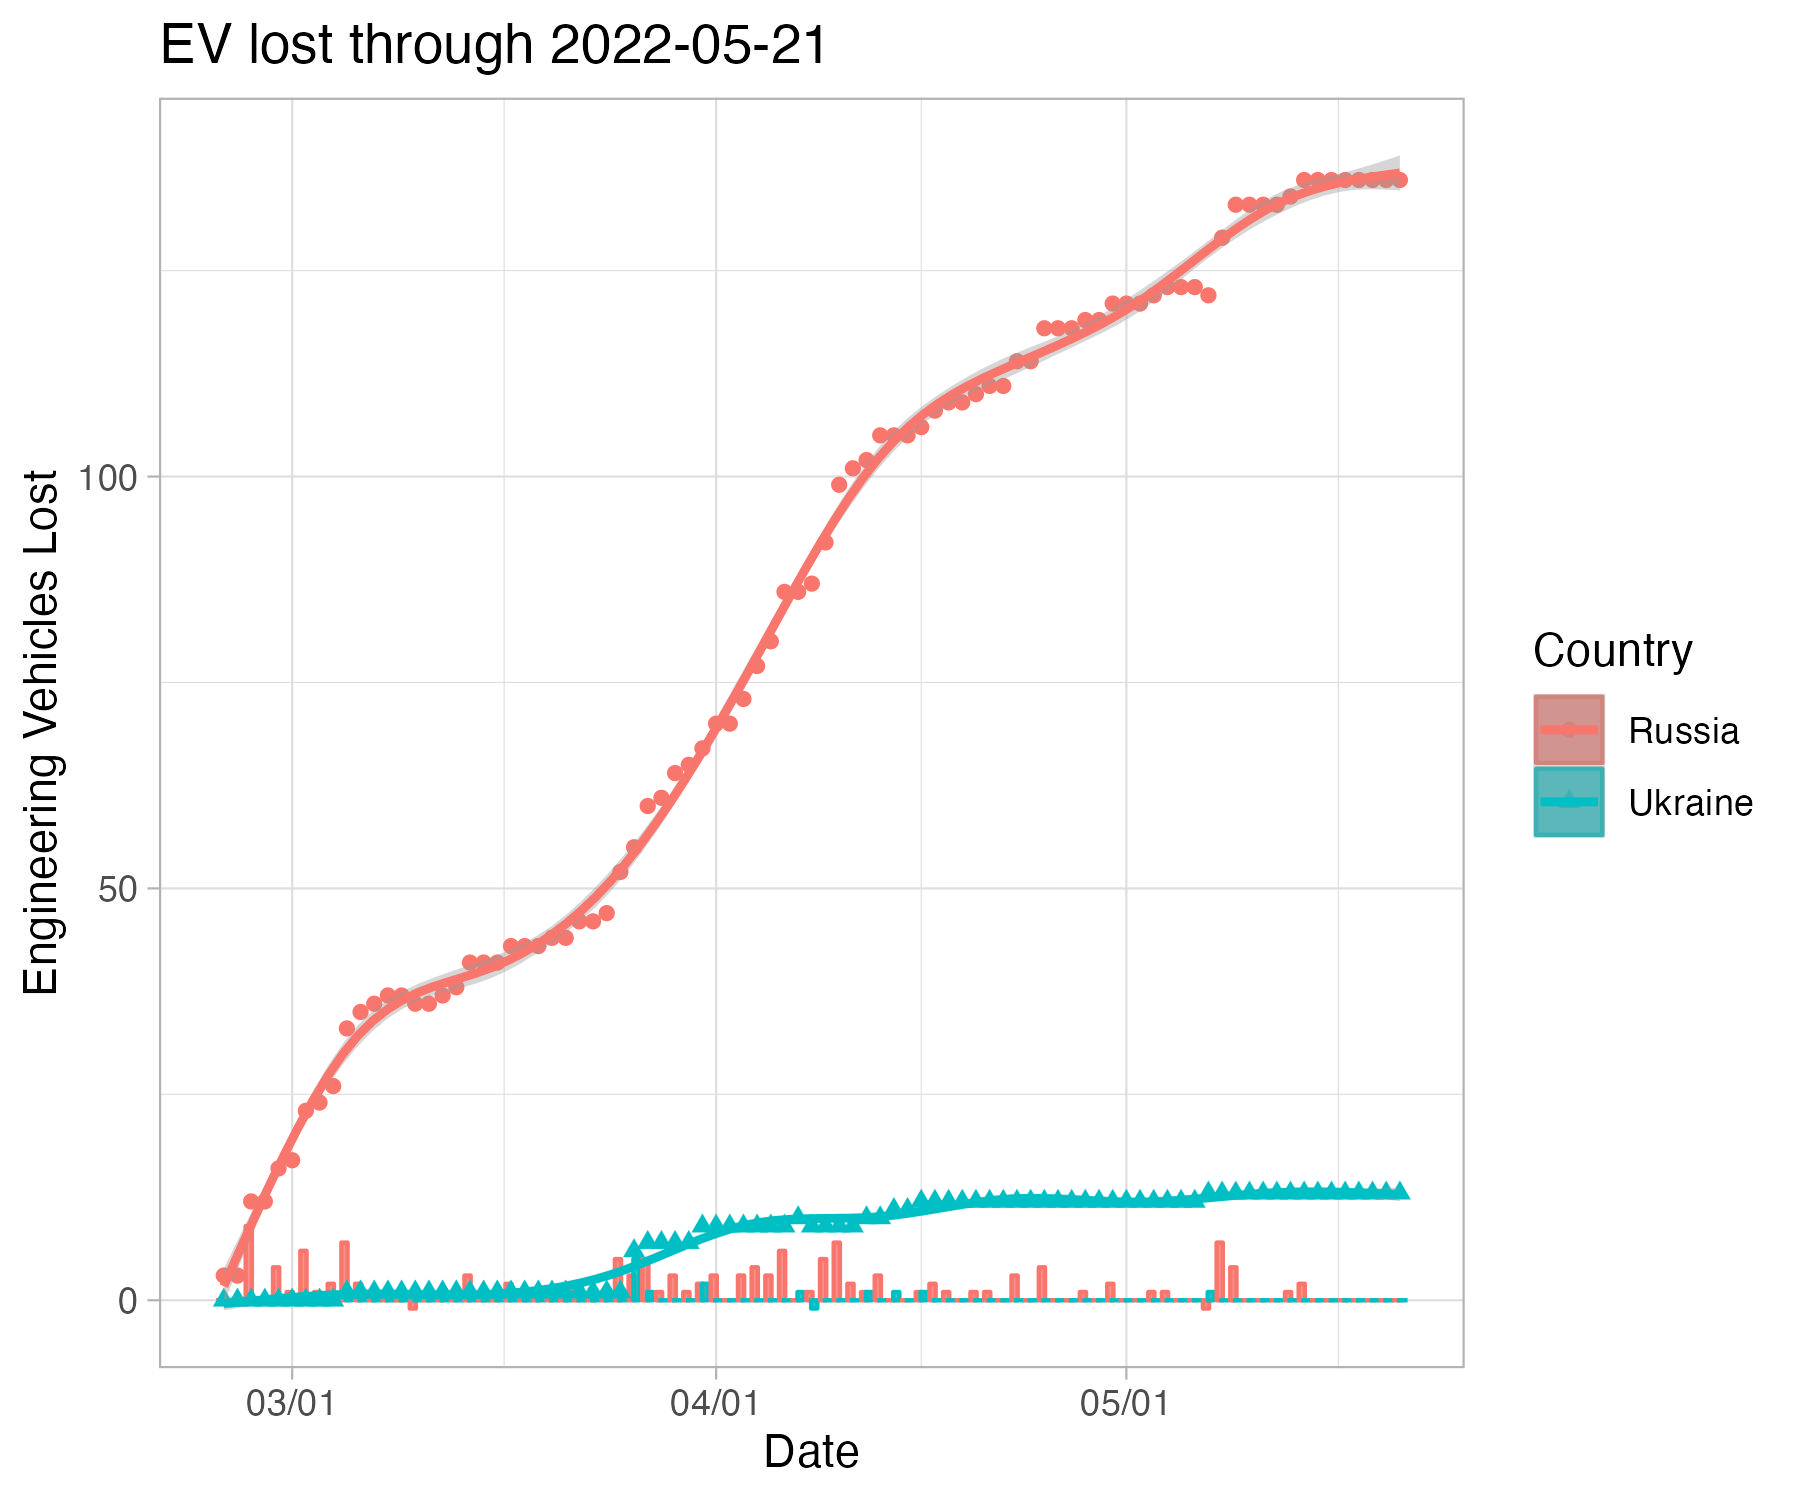 EV lost through 2022-05-21
Engineering Vehicles Lost
100
50
0
03/01
04/01
05/01
Date
Country
Russia
Ukraine